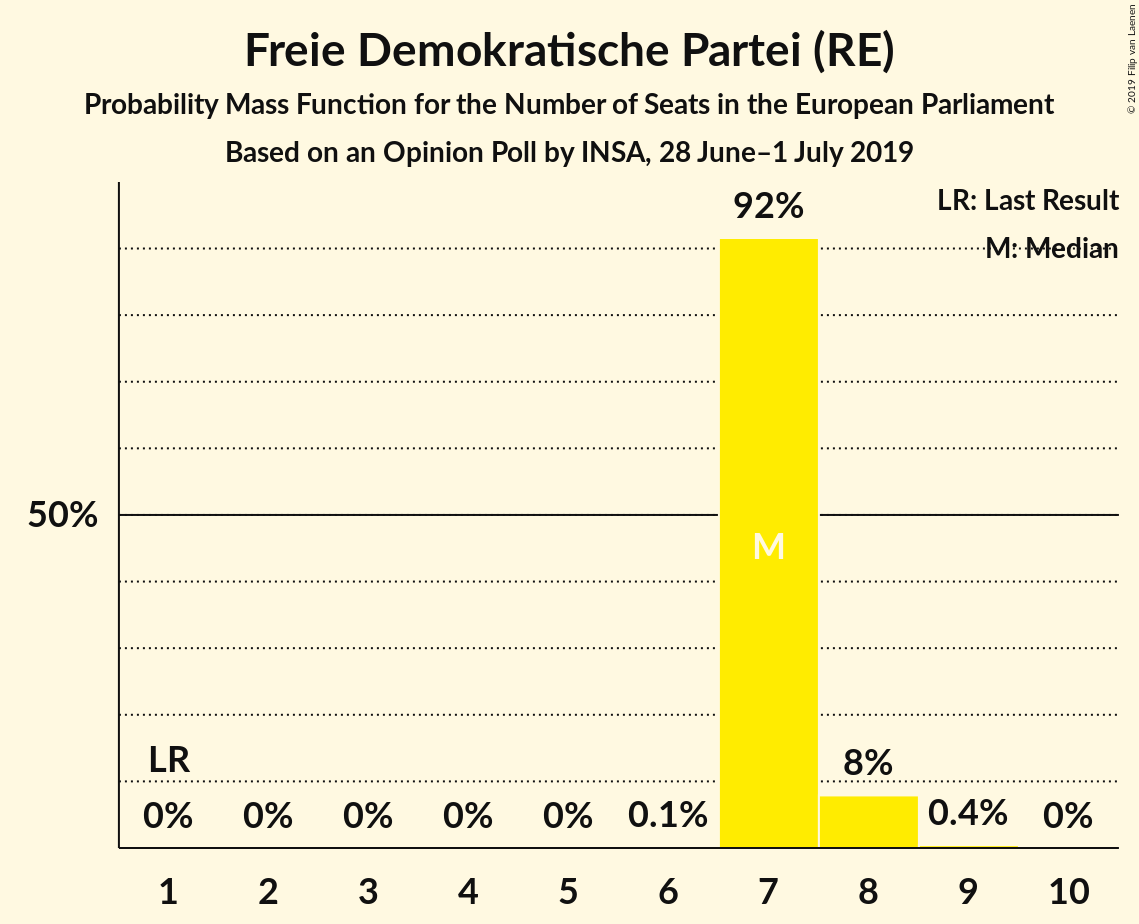 Freie Demokratische Partei (RE)
Probability Mass Function for the Number of Seats in the European Parliament
Based on an Opinion Poll by INSA, 28 June–1 July 2019
© 2019 Filip van Laenen
LR: Last Result
M: Median
92%
50%
M
LR
8%
0% 0% 0% 0% 0% 0.1% 0.4% 0%
1 2 3 4 5 6 7 8 9 10